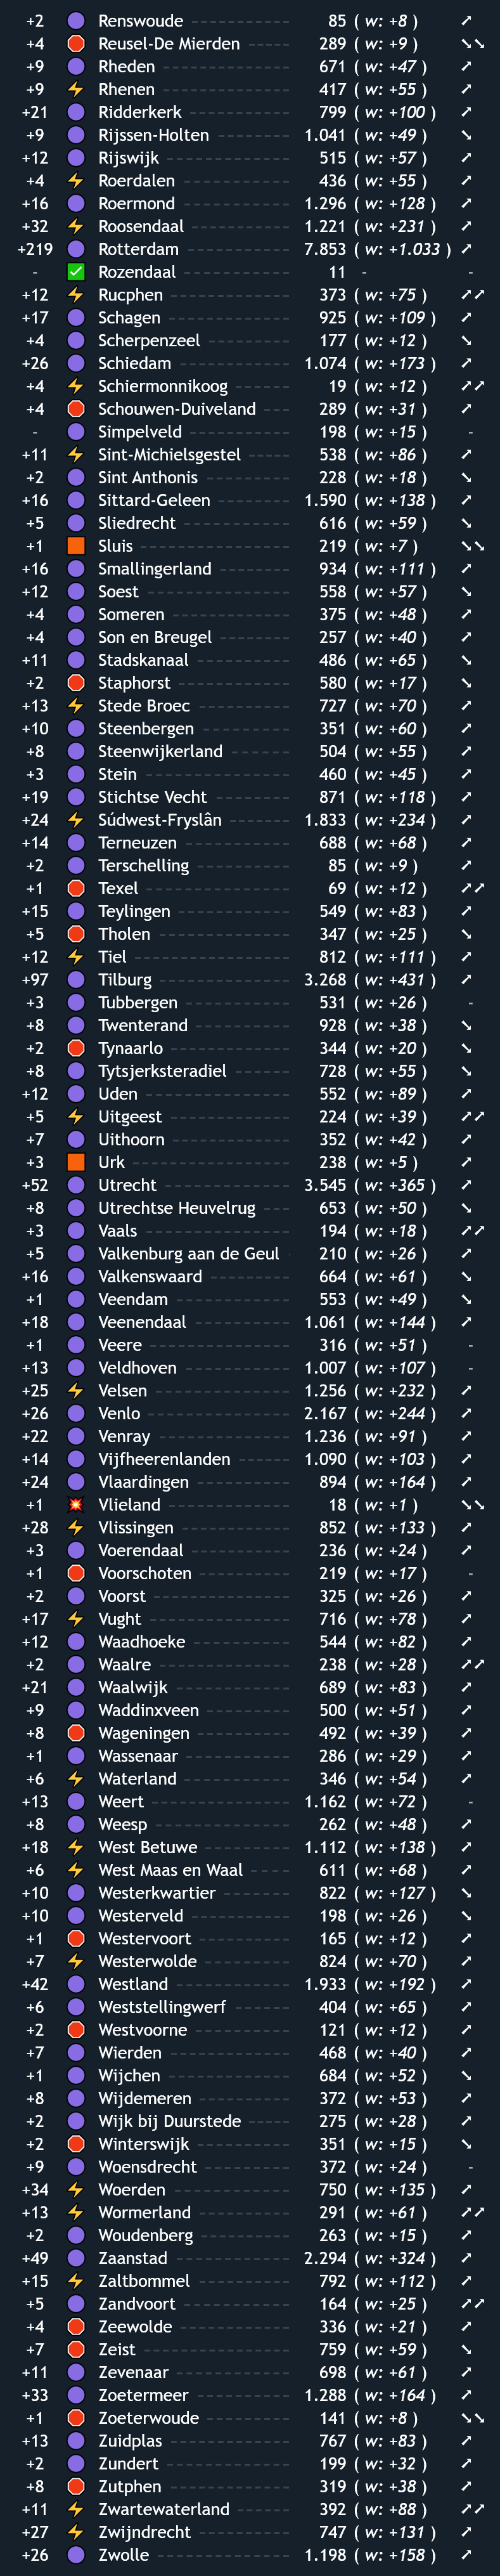 +2 Renswoude 85 ( w: +8 )
+4 Reusel-De Mierden 289 ( w: +9 )
+9 Rheden 671 ( w: +47 )
+9 Rhenen 417 ( w: +55 )
+21 Ridderkerk 799 ( w: +100 )
+9 Rijssen-Holten 1.041 ( w: +49 )
+12 Rijswijk 515 ( w: +57 )
+4 Roerdalen 436 ( w: +55 )
+16 Roermond 1.296 ( w: +128 )
+32 Roosendaal 1.221 ( w: +231 )
+219 Rotterdam 7.853 ( w: +1.033 )
- Rozendaal 11 - -
+12 Rucphen 373 ( w: +75 )
+17 Schagen 925 ( w: +109 )
+4 Scherpenzeel 177 ( w: +12 )
+26 Schiedam 1.074 ( w: +173 )
+4 Schiermonnikoog 19 ( w: +12 )
+4 Schouwen-Duiveland 289 ( w: +31 )
- Simpelveld 198 ( w: +15 ) -
+11 Sint-Michielsgestel 538 ( w: +86 )
+2 Sint Anthonis 228 ( w: +18 )
+16 Sittard-Geleen 1.590 ( w: +138 )
+5 Sliedrecht 616 ( w: +59 )
+1 Sluis 219 ( w: +7 )
+16 Smallingerland 934 ( w: +111 )
+12 Soest 558 ( w: +57 )
+4 Someren 375 ( w: +48 )
+4 Son en Breugel 257 ( w: +40 )
+11 Stadskanaal 486 ( w: +65 )
+2 Staphorst 580 ( w: +17 )
+13 Stede Broec 727 ( w: +70 )
+10 Steenbergen 351 ( w: +60 )
+8 Steenwijkerland 504 ( w: +55 )
+3 Stein 460 ( w: +45 )
+19 Stichtse Vecht 871 ( w: +118 )
+24 Súdwest-Fryslân 1.833 ( w: +234 )
+14 Terneuzen 688 ( w: +68 )
+2 Terschelling 85 ( w: +9 )
+1 Texel 69 ( w: +12 )
+15 Teylingen 549 ( w: +83 )
+5 Tholen 347 ( w: +25 )
+12 Tiel 812 ( w: +111 )
+97 Tilburg 3.268 ( w: +431 )
+3 Tubbergen 531 ( w: +26 ) -
+8 Twenterand 928 ( w: +38 )
+2 Tynaarlo 344 ( w: +20 )
+8 Tytsjerksteradiel 728 ( w: +55 )
+12 Uden 552 ( w: +89 )
+5 Uitgeest 224 ( w: +39 )
+7 Uithoorn 352 ( w: +42 )
+3 Urk 238 ( w: +5 )
+52 Utrecht 3.545 ( w: +365 )
+8 Utrechtse Heuvelrug 653 ( w: +50 )
+3 Vaals 194 ( w: +18 )
+5 Valkenburg aan de Geul 210 ( w: +26 )
+16 Valkenswaard 664 ( w: +61 )
+1 Veendam 553 ( w: +49 )
+18 Veenendaal 1.061 ( w: +144 )
+1 Veere 316 ( w: +51 ) -
+13 Veldhoven 1.007 ( w: +107 ) -
+25 Velsen 1.256 ( w: +232 )
+26 Venlo 2.167 ( w: +244 )
+22 Venray 1.236 ( w: +91 )
+14 Vijfheerenlanden 1.090 ( w: +103 )
+24 Vlaardingen 894 ( w: +164 )
+1 Vlieland 18 ( w: +1 )
+28 Vlissingen 852 ( w: +133 )
+3 Voerendaal 236 ( w: +24 )
+1 Voorschoten 219 ( w: +17 ) -
+2 Voorst 325 ( w: +26 )
+17 Vught 716 ( w: +78 )
+12 Waadhoeke 544 ( w: +82 )
+2 Waalre 238 ( w: +28 )
+21 Waalwijk 689 ( w: +83 )
+9 Waddinxveen 500 ( w: +51 )
+8 Wageningen 492 ( w: +39 )
+1 Wassenaar 286 ( w: +29 )
+6 Waterland 346 ( w: +54 )
+13 Weert 1.162 ( w: +72 ) -
+8 Weesp 262 ( w: +48 )
+18 West Betuwe 1.112 ( w: +138 )
+6 West Maas en Waal 611 ( w: +68 )
+10 Westerkwartier 822 ( w: +127 )
+10 Westerveld 198 ( w: +26 )
+1 Westervoort 165 ( w: +12 )
+7 Westerwolde 824 ( w: +70 )
+42 Westland 1.933 ( w: +192 )
+6 Weststellingwerf 404 ( w: +65 )
+2 Westvoorne 121 ( w: +12 )
+7 Wierden 468 ( w: +40 )
+1 Wijchen 684 ( w: +52 )
+8 Wijdemeren 372 ( w: +53 )
+2 Wijk bij Duurstede 275 ( w: +28 )
+2 Winterswijk 351 ( w: +15 )
+9 Woensdrecht 372 ( w: +24 ) -
+34 Woerden 750 ( w: +135 )
+13 Wormerland 291 ( w: +61 )
+2 Woudenberg 263 ( w: +15 )
+49 Zaanstad 2.294 ( w: +324 )
+15 Zaltbommel 792 ( w: +112 )
+5 Zandvoort 164 ( w: +25 )
+4 Zeewolde 336 ( w: +21 )
+7 Zeist 759 ( w: +59 )
+11 Zevenaar 698 ( w: +61 )
+33 Zoetermeer 1.288 ( w: +164 )
+1 Zoeterwoude 141 ( w: +8 )
+13 Zuidplas 767 ( w: +83 )
+2 Zundert 199 ( w: +32 )
+8 Zutphen 319 ( w: +38 )
+11 Zwartewaterland 392 ( w: +88 )
+27 Zwijndrecht 747 ( w: +131 )
+26 Zwolle 1.198 ( w: +158 )